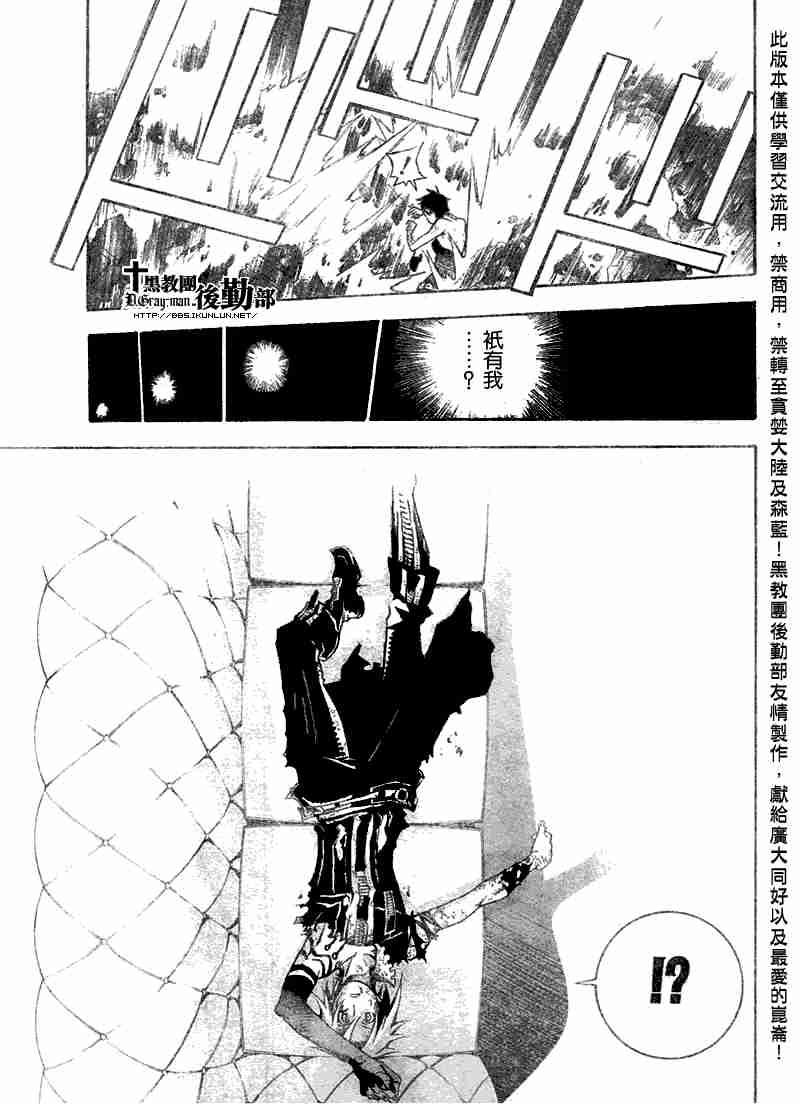 !
黑教團
D.Gray-man
後勤部
HTTP://BBS.IKUNLUN.NET/
祇有我
……?
!?
此版本僅供學習交流用，禁商用，禁轉至貪婪大陸及森藍！黑教團後勤部友情製作，獻給廣大同好以及最愛的崑崙！